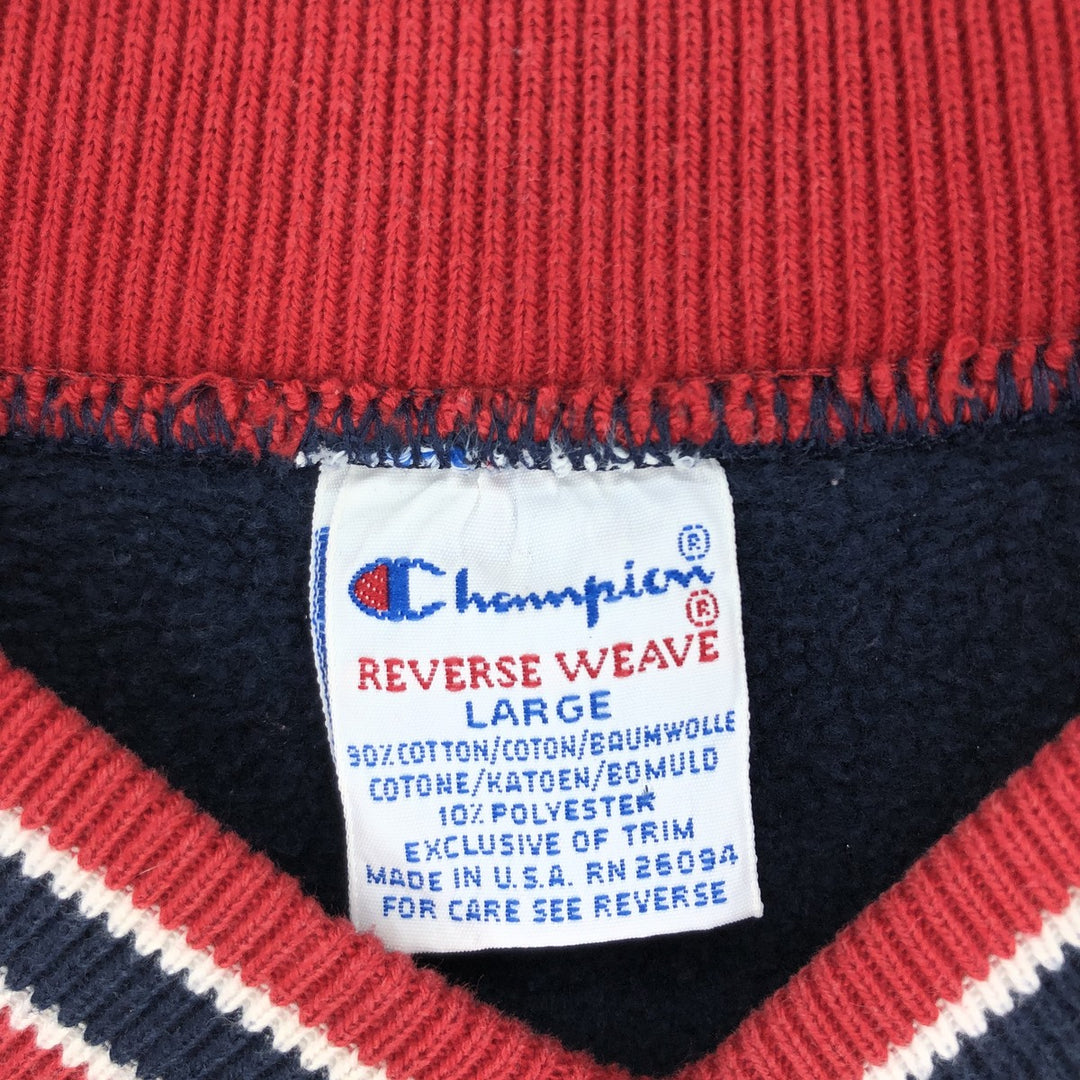 Champion®
REVERSE WEAVE®
LARGE
90% COTTON/COTON/BAUMWOLLE
COTONE/KATOEN/BOMULD
10% POLYESTER
EXCLUSIVE OF TRIM
MADE IN U.S.A. RN 26094
FOR CARE SEE REVERSE